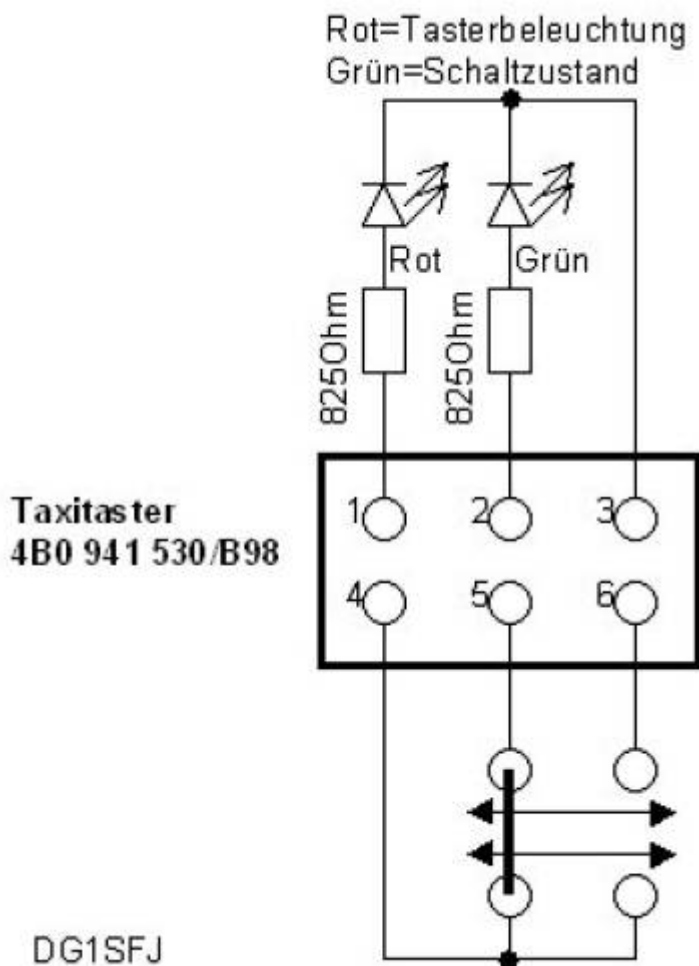 Rot=Tasterbeleuchtung
Grün=Schaltzustand
Rot
Grün
825Ohm
825Ohm
Taxitaster
4B0 941 530/B98
1
2
3
4
5
6
DG1SFJ